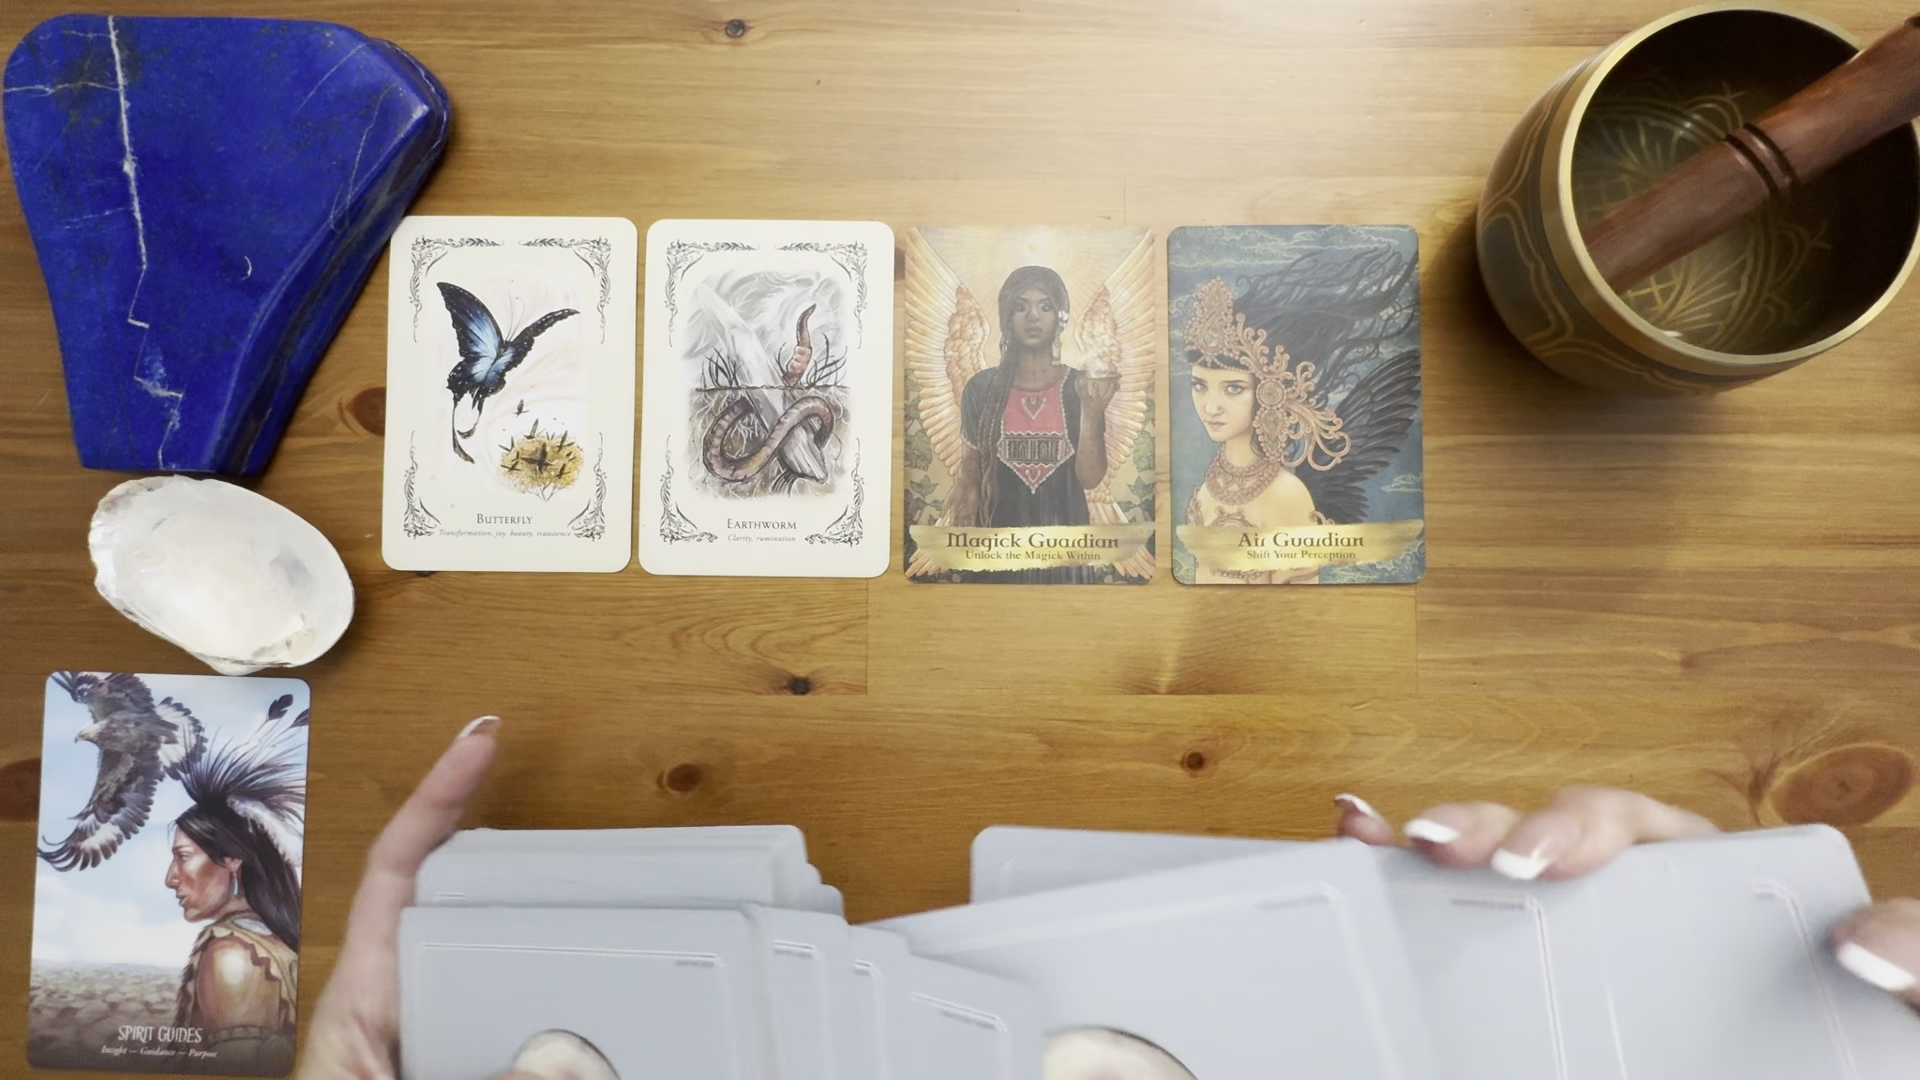 BUTTERFLY
Transformation, joy, beauty, transience
EARTHWORM
Clarity, rumination
Magick Guardian
Unlock the Magick Within
Air Guardian
Shift Your Perception
SPIRIT GUIDES
Insight — Guidance — Purpose